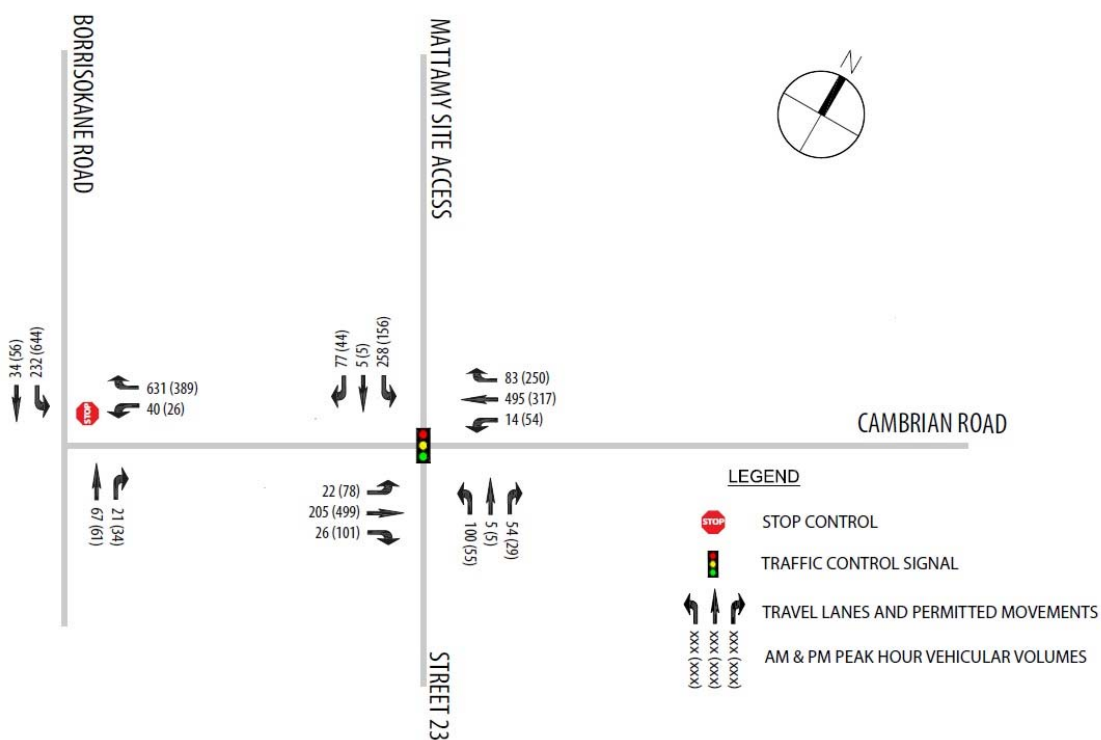 BORRISOKANE ROAD
MATTAMY SITE ACCESS
N
34 (56)
232 (644)
STOP
631 (389)
40 (26)
67 (61)
21 (34)
77 (44)
5 (5)
258 (156)
83 (250)
495 (317)
14 (54)
CAMBRIAN ROAD
22 (78)
205 (499)
26 (101)
100 (55)
5 (5)
54 (29)
STREET 23
LEGEND
STOP
STOP CONTROL
TRAFFIC CONTROL SIGNAL
TRAVEL LANES AND PERMITTED MOVEMENTS
xxx (xxx)
xxx (xxx)
xxx (xxx)
AM & PM PEAK HOUR VEHICULAR VOLUMES